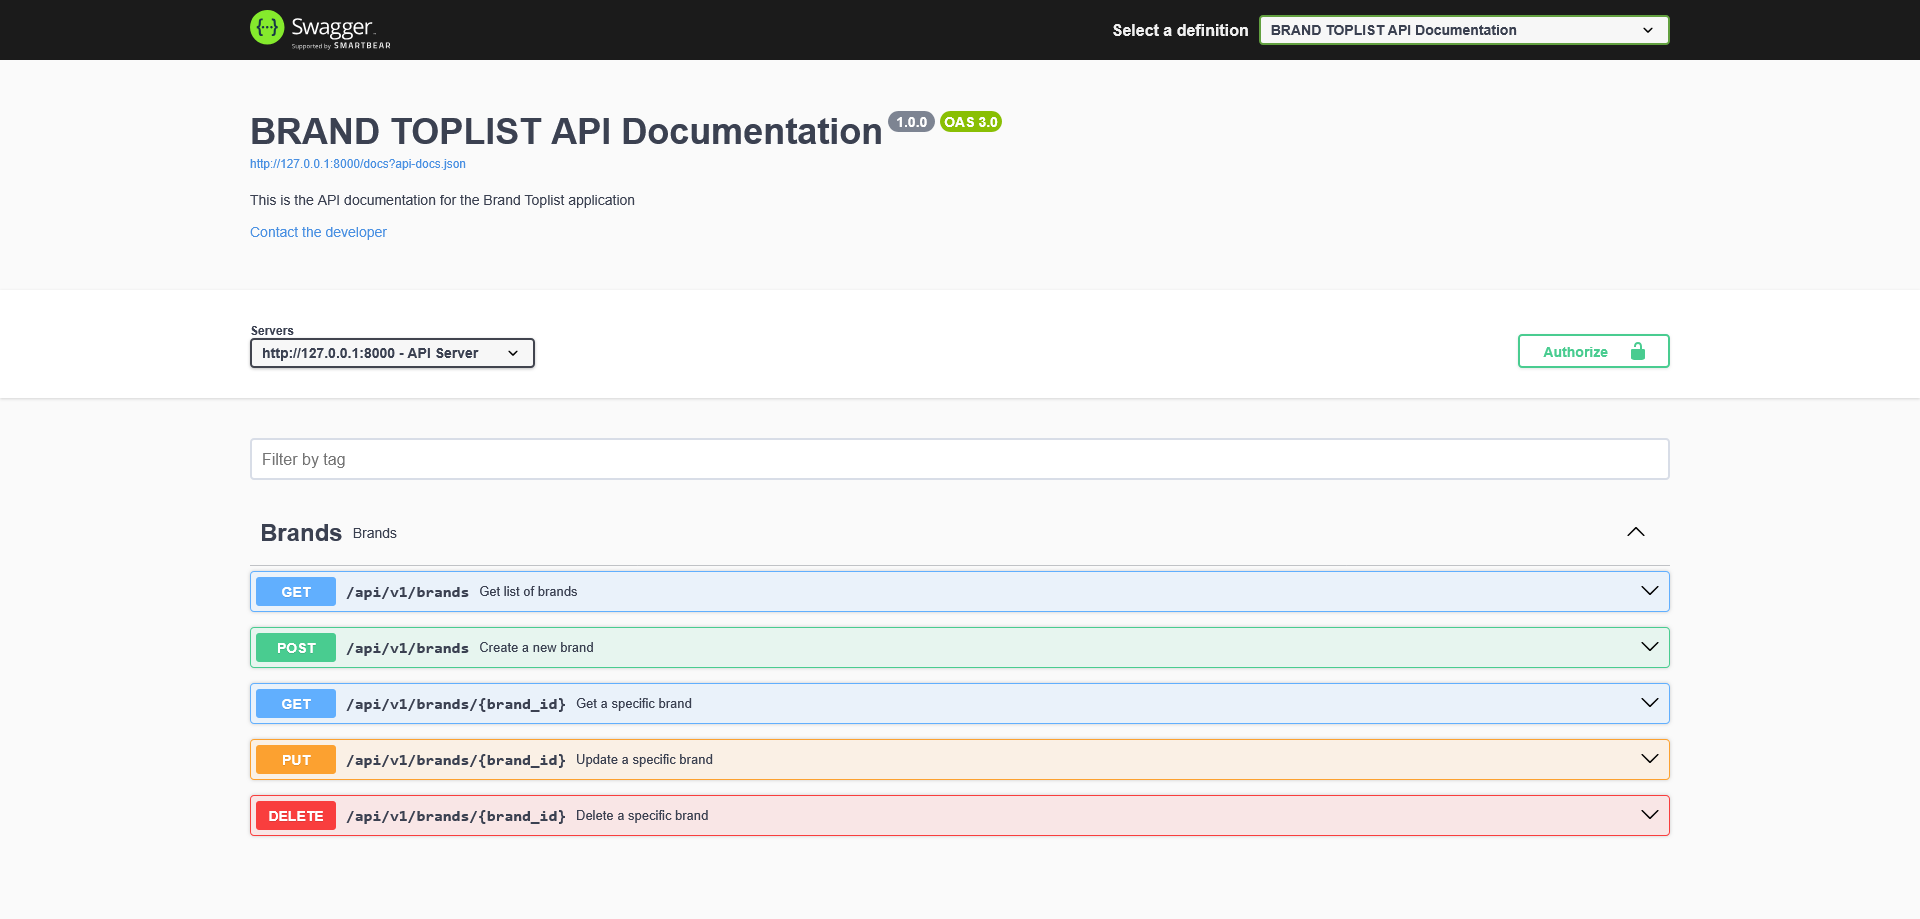 Swagger
Supported by SMARTBEAR
Select a definition
BRAND TOPLIST API Documentation
BRAND TOPLIST API Documentation 1.0.0 OAS 3.0
http://127.0.0.1:8000/docs?api-docs.json
This is the API documentation for the Brand Toplist application
Contact the developer
Servers
http://127.0.0.1:8000 - API Server
Authorize
Filter by tag
Brands Brands
GET /api/v1/brands Get list of brands
POST /api/v1/brands Create a new brand
GET /api/v1/brands/{brand_id} Get a specific brand
PUT /api/v1/brands/{brand_id} Update a specific brand
DELETE /api/v1/brands/{brand_id} Delete a specific brand